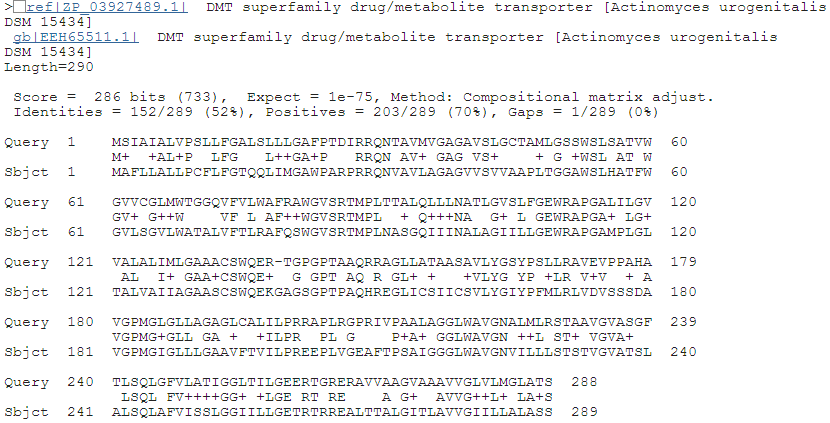 >ref|ZP_03927489.1|  DMT superfamily drug/metabolite transporter [Actinomyces urogenitalis
DSM 15434]
 gb|EEH65511.1|  DMT superfamily drug/metabolite transporter [Actinomyces urogenitalis
DSM 15434]
Length=290

 Score =  286 bits (733),  Expect = 1e-75, Method: Compositional matrix adjust.
 Identities = 152/289 (52%), Positives = 203/289 (70%), Gaps = 1/289 (0%)

Query  1    MSIAIALVPSLLFGALSLLLGAFPTDIRRQNTAVMVGAGAVSLGCTAMLGSSWSLSATVW  60
            M+  +AL+P  LFG   L++GA+P    RRQN AV+ GAG VS+    + G +WSL AT W
Sbjct  1    MAFLLALLPCFLFGTQQLIMGAWPARPRRQNVAVLAGAGVVSVVAAPLTGGAWSLHATFW  60

Query  61   GVVCGLMWTGGQVFVLWAFRAWGVSRTMPLTTALQLLLNATLGVSLFGEWRAPGALILGV  120
            GV+ G++W     VF L AF++WGVSRTMPL  + Q+++NA  G+ L GEWRAPGA+ LG+
Sbjct  61   GVLSGVLWATALVFTLRAFQSWGVSRTMPLNASGQIIINALAGIILLGEWRAPGAMPLGL  120

Query  121  VALALIMLGAAACSWQER-TGPGPTAAQRRAGLLATAASAVLYGSYPSLLRAVEVPPAHA  179
             AL   I+ GAA+CSWQE+  G GPT AQ R GL+ +   +VLYG YP +LR V+V  + A
Sbjct  121  TALVAIIAGAASCSWQEKGAGSGPTPAQHREGLICSIICSVLYGIYPFMLRLVDVSSSDA  180

Query  180  VGPMGLGLLAGAGLCALILPRRAPLRGPRIVPAALAGGLWAVGNALMLRSTAAVGVASGF  239
            VGPMG+GLL GA +  +ILPR  PL G    P+A+ GGLWAVGN ++L ST+ VGVA+
Sbjct  181  VGPMGIGLLLGAAVFTVILPREEPLVGEAFTPSAIGGGLWAVGNVILLLSTSTVGVATSL  240

Query  240  TLSQLGFVLATIGGLTILGEERTGRERAVVAAGVAAAVVGLVLMGLATS  288
             LSQL FV++++GG+ +LGE RT RE     A G+  AVVG++L+ LA+S
Sbjct  241  ALSQLAFVISSLGGIILLGETRTRREALTTALGITLAVVGIILLALASS  289